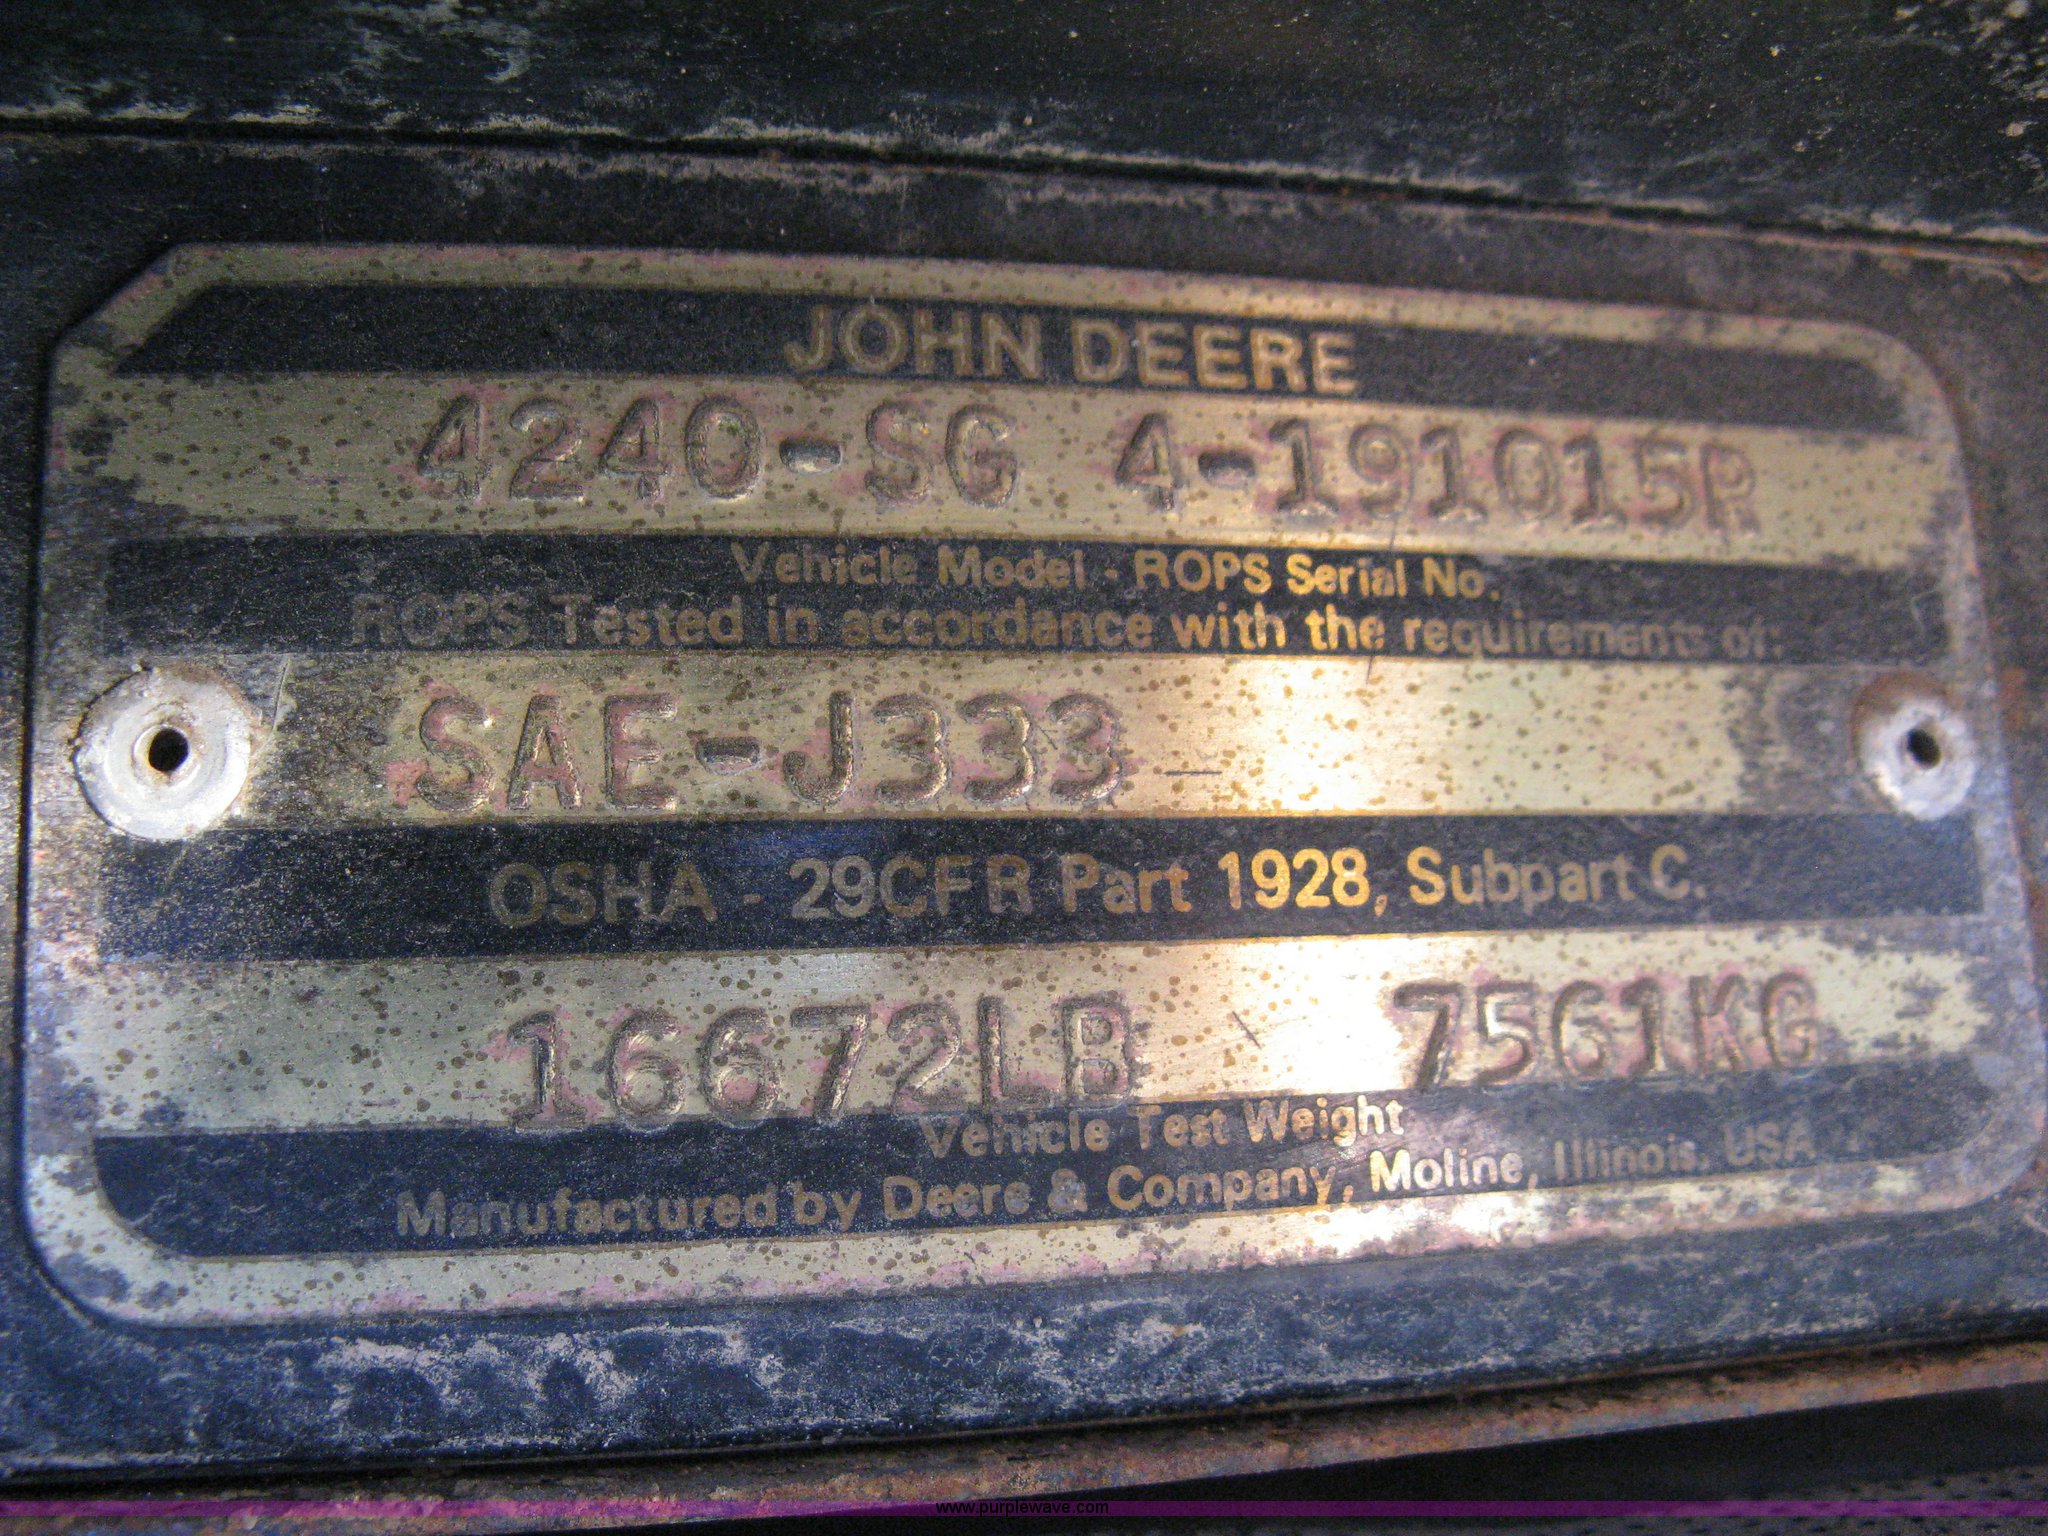 JOHN DEERE
4240-SG 4-191015R
Vehicle Model - ROPS Serial No.
ROPS Tested in accordance with the requirements of:
SAE-J333
OSHA - 29CFR Part 1928, Subpart C.
16672LB 7561KG
Vehicle Test Weight
Manufactured by Deere & Company, Moline, Illinois, USA
www.purplewave.com